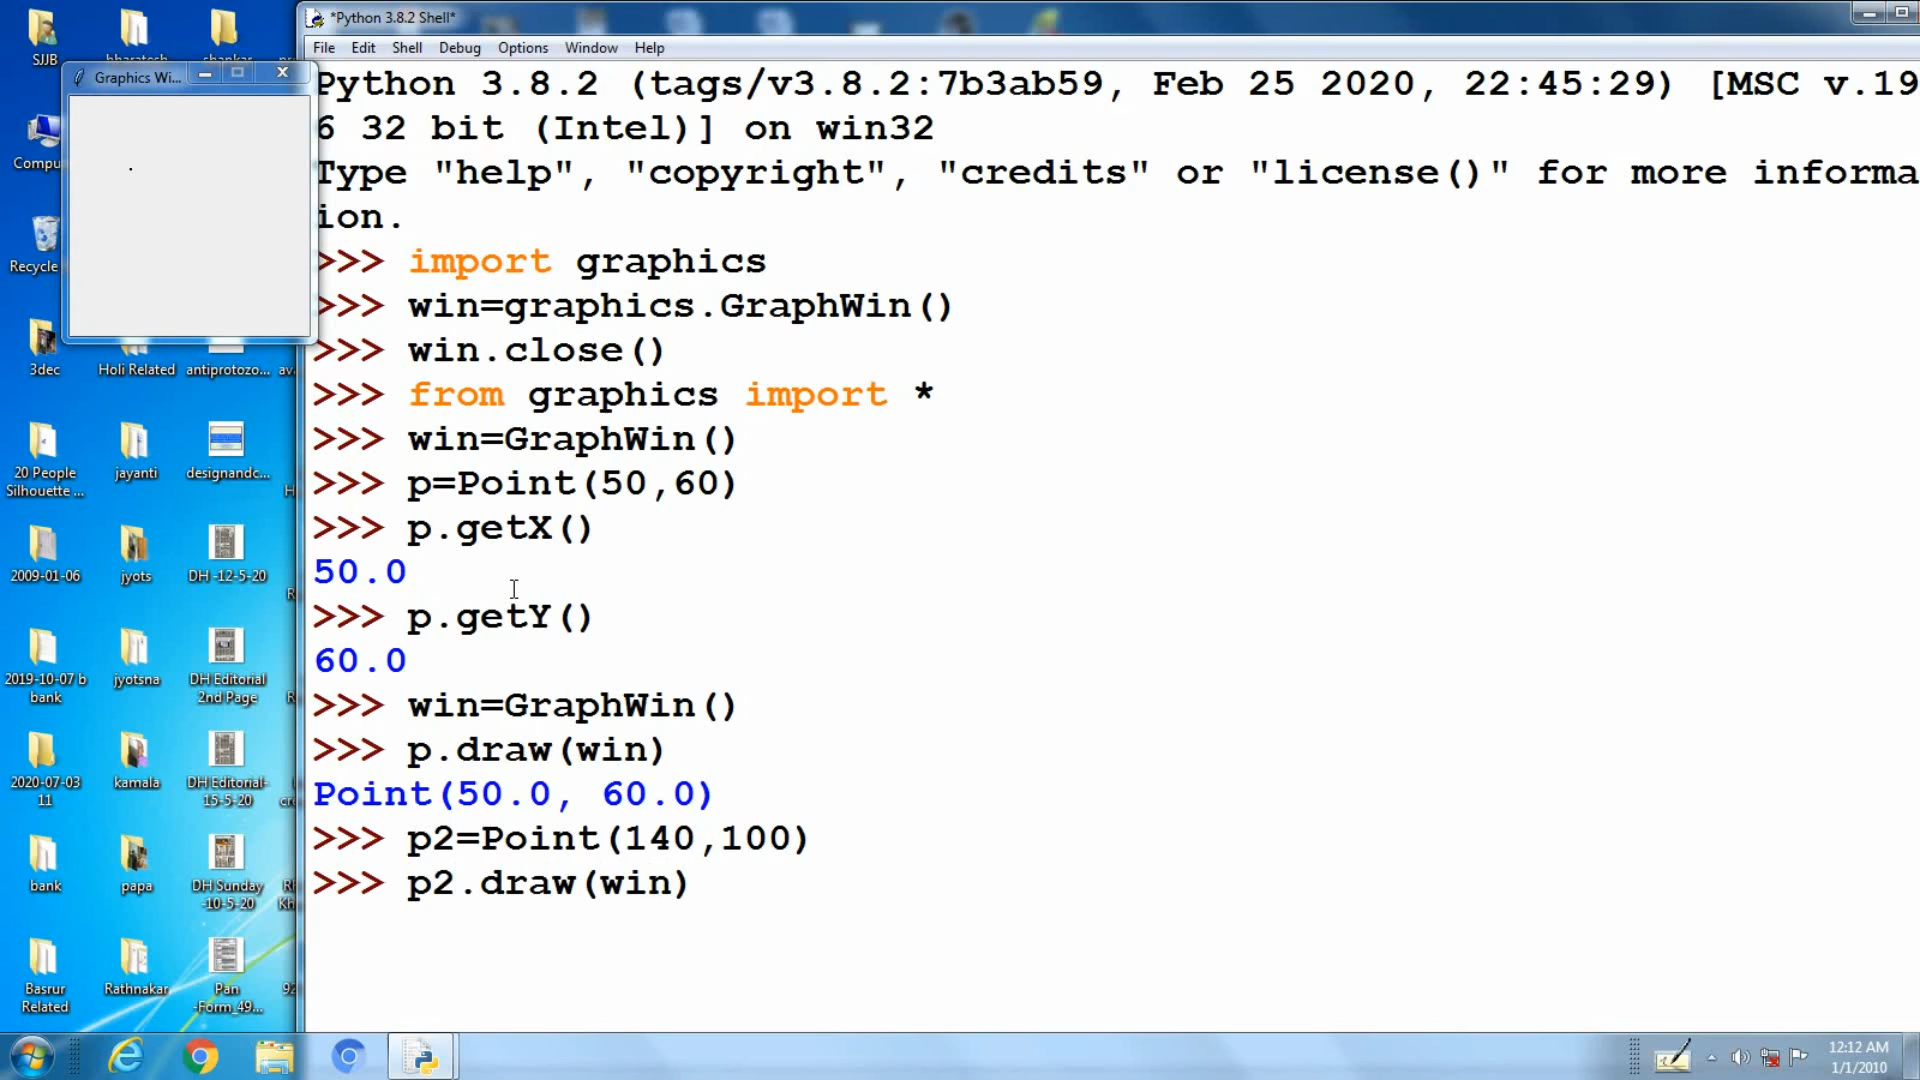 *Python 3.8.2 Shell*
File Edit Shell Debug Options Window Help
Python 3.8.2 (tags/v3.8.2:7b3ab59, Feb 25 2020, 22:45:29) [MSC v.19
6 32 bit (Intel)] on win32
Type "help", "copyright", "credits" or "license()" for more informa
ion.
>>> import graphics
>>> win=graphics.GraphWin()
>>> win.close()
>>> from graphics import *
>>> win=GraphWin()
>>> p=Point(50,60)
>>> p.getX()
50.0
>>> p.getY()
60.0
>>> win=GraphWin()
>>> p.draw(win)
Point(50.0, 60.0)
>>> p2=Point(140,100)
>>> p2.draw(win)
Graphics Wi...
SJJB
Compu
Recycle
3dec
Holi Related
antiprotozo...
20 People
Silhouette ...
jayanti
designandc...
2009-01-06
jyots
DH -12-5-20
2019-10-07 b
bank
jyotsna
DH Editorial
2nd Page
2020-07-03
11
kamala
DH Editorial-
15-5-20
bank
papa
DH Sunday
-10-5-20
Basrur
Related
Rathnakar
Pan
-Form_49...
12:12 AM
1/1/2010